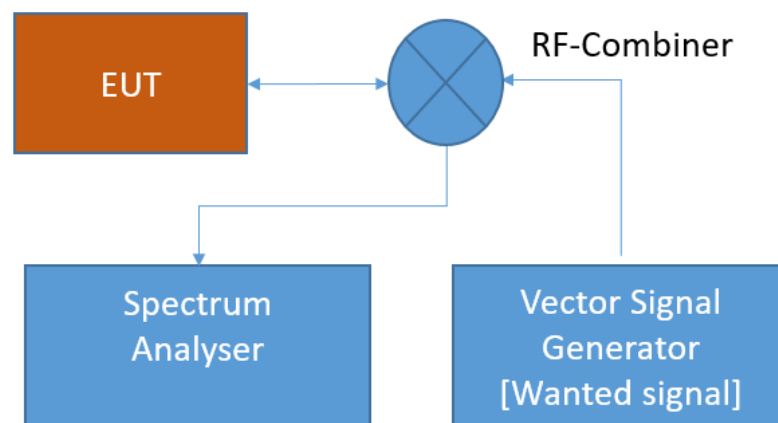 RF-Combiner
EUT
Spectrum
Analyser
Vector Signal
Generator
[Wanted signal]